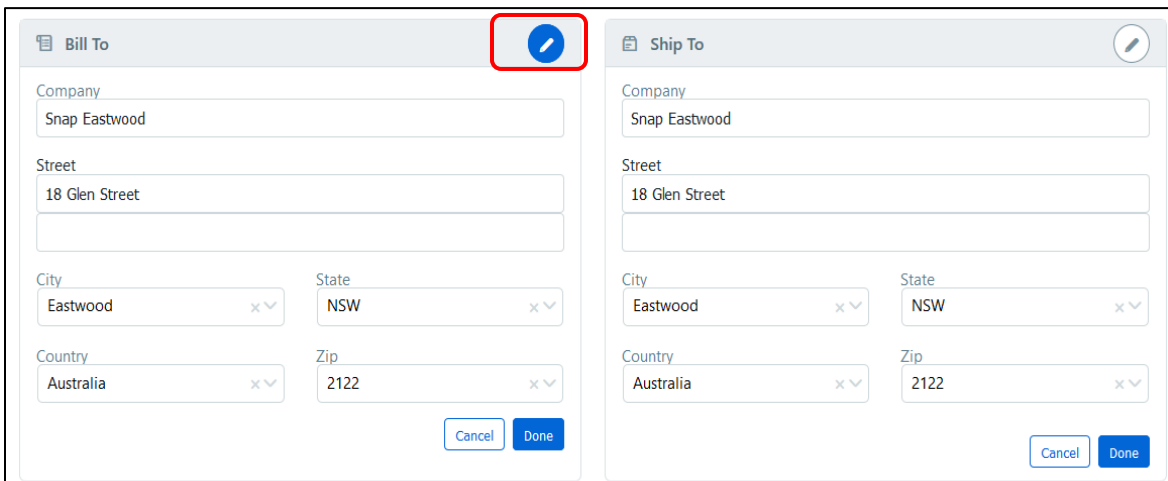 Bill To
Company
Snap Eastwood
Street
18 Glen Street
City State
Eastwood NSW
Country Zip
Australia 2122
Cancel Done
Ship To
Company
Snap Eastwood
Street
18 Glen Street
City State
Eastwood NSW
Country Zip
Australia 2122
Cancel Done